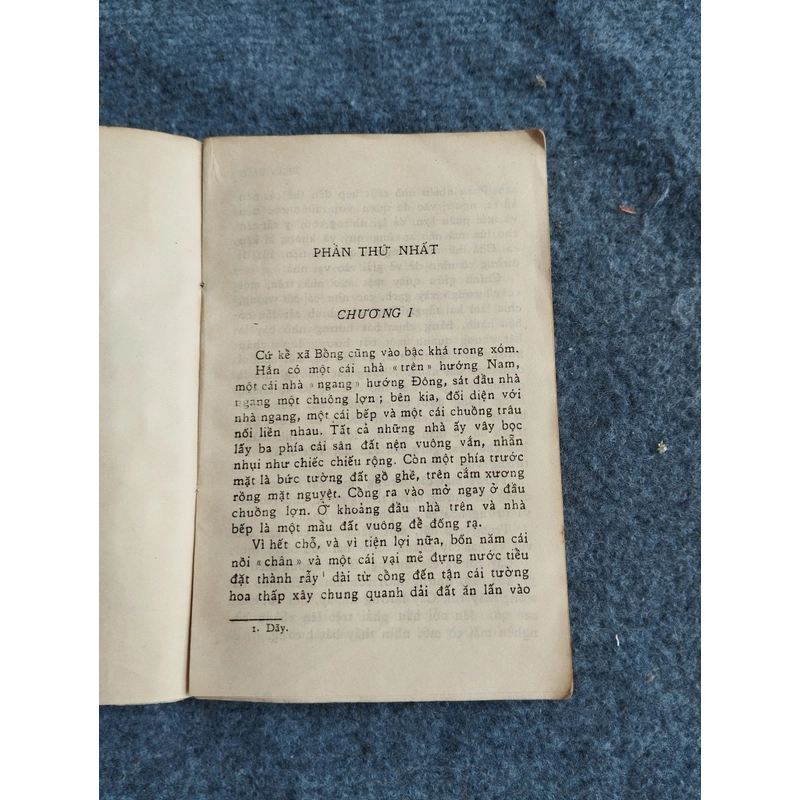 PHẦN THỨ NHẤT
CHƯƠNG I
Cứ kể xã Bồng cũng vào bậc khá trong xóm.
Hắn có một cái nhà «trên» hướng Nam,
một cái nhà «ngang» hướng Đông, sát đầu nhà
ngang một chuồng lợn ; bên kia, đối diện với
nhà ngang, một cái bếp và một cái chuồng trâu
nối liền nhau. Tất cả những nhà ấy vây bọc
lấy ba phía cái sân đất nện vuông vắn, nhẵn
nhụi như chiếc chiếu rộng. Còn một phía trước
mặt là bức tường đất gồ ghề, trên cắm xương
rồng mặt nguyệt. Cổng ra vào mở ngay ở đầu
chuồng lợn. Ở khoảng đầu nhà trên và nhà
bếp là một mẩu đất vuông để đống rạ.
Vì hết chỗ, và vì tiện lợi nữa, bốn năm cái
nồi «chân» và một cái vại mẻ đựng nước tiểu
đặt thành rẫy¹ dài từ cổng đến tận cái tường
hoa thấp xây chung quanh dải đất ăn lấn vào
1. Dãy.